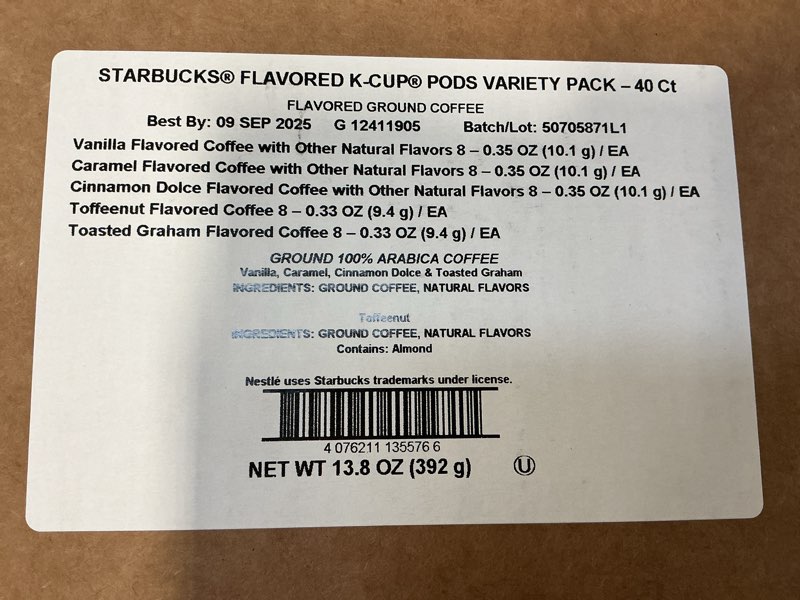 STARBUCKS® FLAVORED K-CUP® PODS VARIETY PACK – 40 Ct
FLAVORED GROUND COFFEE
Best By: 09 SEP 2025 G 12411905 Batch/Lot: 50705871L1
Vanilla Flavored Coffee with Other Natural Flavors 8 – 0.35 OZ (10.1 g) / EA
Caramel Flavored Coffee with Other Natural Flavors 8 – 0.35 OZ (10.1 g) / EA
Cinnamon Dolce Flavored Coffee with Other Natural Flavors 8 – 0.35 OZ (10.1 g) / EA
Toffeenut Flavored Coffee 8 – 0.33 OZ (9.4 g) / EA
Toasted Graham Flavored Coffee 8 – 0.33 OZ (9.4 g) / EA
GROUND 100% ARABICA COFFEE
Vanilla, Caramel, Cinnamon Dolce & Toasted Graham
INGREDIENTS: GROUND COFFEE, NATURAL FLAVORS
Toffeenut
INGREDIENTS: GROUND COFFEE, NATURAL FLAVORS
Contains: Almond
Nestlé uses Starbucks trademarks under license.
4 076211 135576 6
NET WT 13.8 OZ (392 g) U